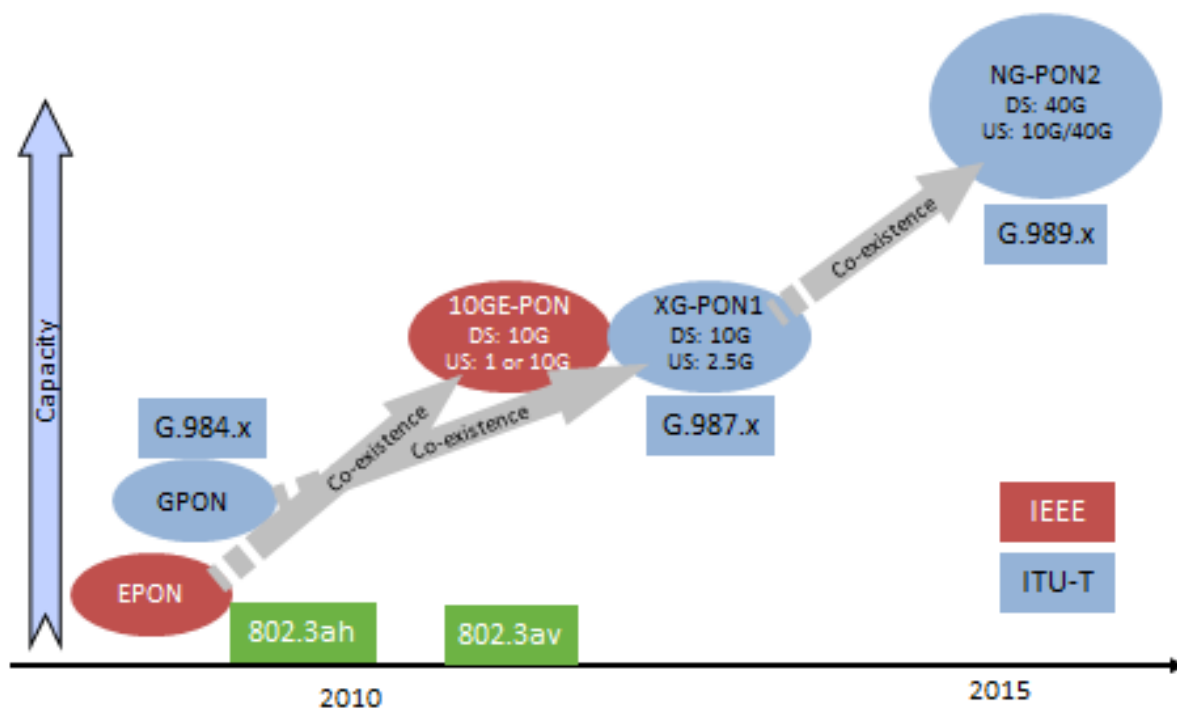 NG-PON2
DS: 40G
US: 10G/40G
G.989.x
Co-existence
10GE-PON
DS: 10G
US: 1 or 10G
XG-PON1
DS: 10G
US: 2.5G
G.987.x
Co-existence
Co-existence
Capacity
G.984.x
GPON
EPON
802.3ah
802.3av
IEEE
ITU-T
2010
2015